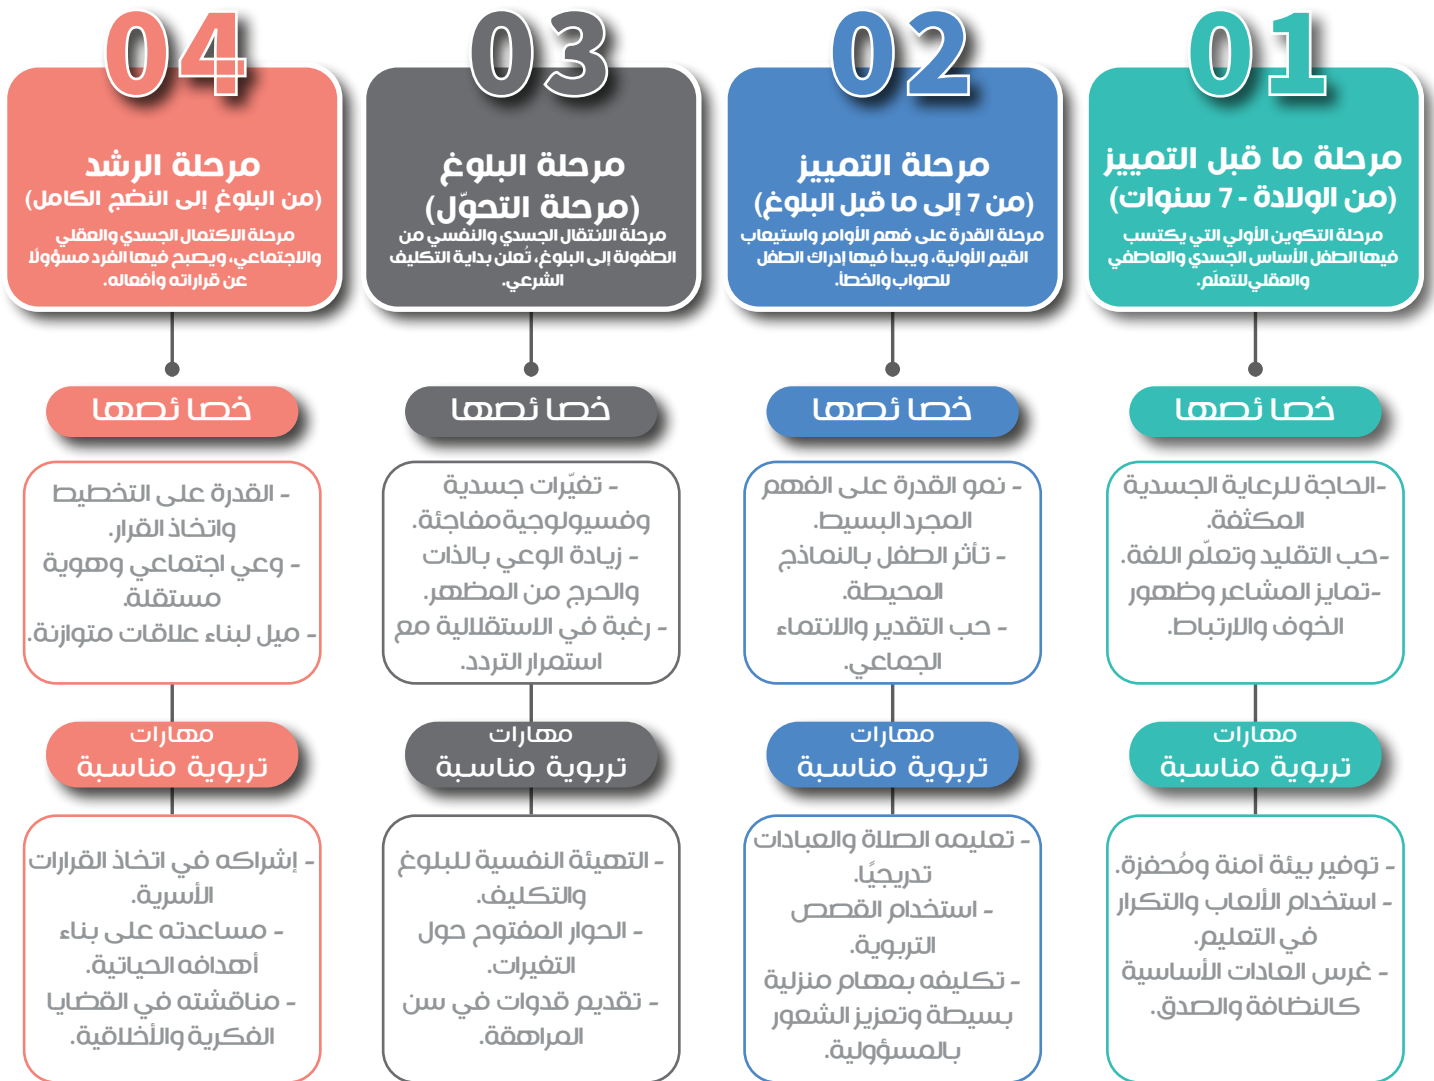 01
مرحلة ما قبل التمييز
(من الولادة - 7 سنوات)
مرحلة التكوين الأولي التي يكتسب
فيها الطفل الأساس الجسدي والعاطفي
والعقلي للتعلّم.
خصائصها
-الحاجة للرعاية الجسدية
المكثفة.
-حب التقليد وتعلّم اللغة.
-تمايز المشاعر وظهور
الخوف والارتباط.
مهارات
تربوية مناسبة
- توفير بيئة آمنة ومُحفزة.
- استخدام الألعاب والتكرار
في التعليم.
- غرس العادات الأساسية
كالنظافة والصدق.
02
مرحلة التمييز
(من 7 إلى ما قبل البلوغ)
مرحلة القدرة على فهم الأوامر واستيعاب
القيم الأولية، ويبدأ فيها إدراك الطفل
للصواب والخطأ.
خصائصها
- نمو القدرة على الفهم
المجرد البسيط.
- تأثر الطفل بالنماذج
المحيطة.
- حب التقدير والانتماء
الجماعي.
مهارات
تربوية مناسبة
- تعليمه الصلاة والعبادات
تدريجيًا.
- استخدام القصص
التربوية.
- تكليفه بمهام منزلية
بسيطة وتعزيز الشعور
بالمسؤولية.
03
مرحلة البلوغ
(مرحلة التحوّل)
مرحلة الانتقال الجسدي والنفسي من
الطفولة إلى البلوغ، تُعلن بداية التكليف
الشرعي.
خصائصها
- تغيّرات جسدية
وفسيولوجية مفاجئة.
- زيادة الوعي بالذات
والحرج من المظهر.
- رغبة في الاستقلالية مع
استمرار التردد.
مهارات
تربوية مناسبة
- التهيئة النفسية للبلوغ
والتكليف.
- الحوار المفتوح حول
التغيرات.
- تقديم قدوات في سن
المراهقة.
04
مرحلة الرشد
(من البلوغ إلى النضج الكامل)
مرحلة الاكتمال الجسدي والعقلي
والاجتماعي، ويصبح فيها الفرد مسؤولًا
عن قراراته وأفعاله.
خصائصها
- القدرة على التخطيط
واتخاذ القرار.
- وعي اجتماعي وهوية
مستقلة.
- ميل لبناء علاقات متوازنة.
مهارات
تربوية مناسبة
- إشراكه في اتخاذ القرارات
الأسرية.
- مساعدته على بناء
أهدافه الحياتية.
- مناقشته في القضايا
الفكرية والأخلاقية.